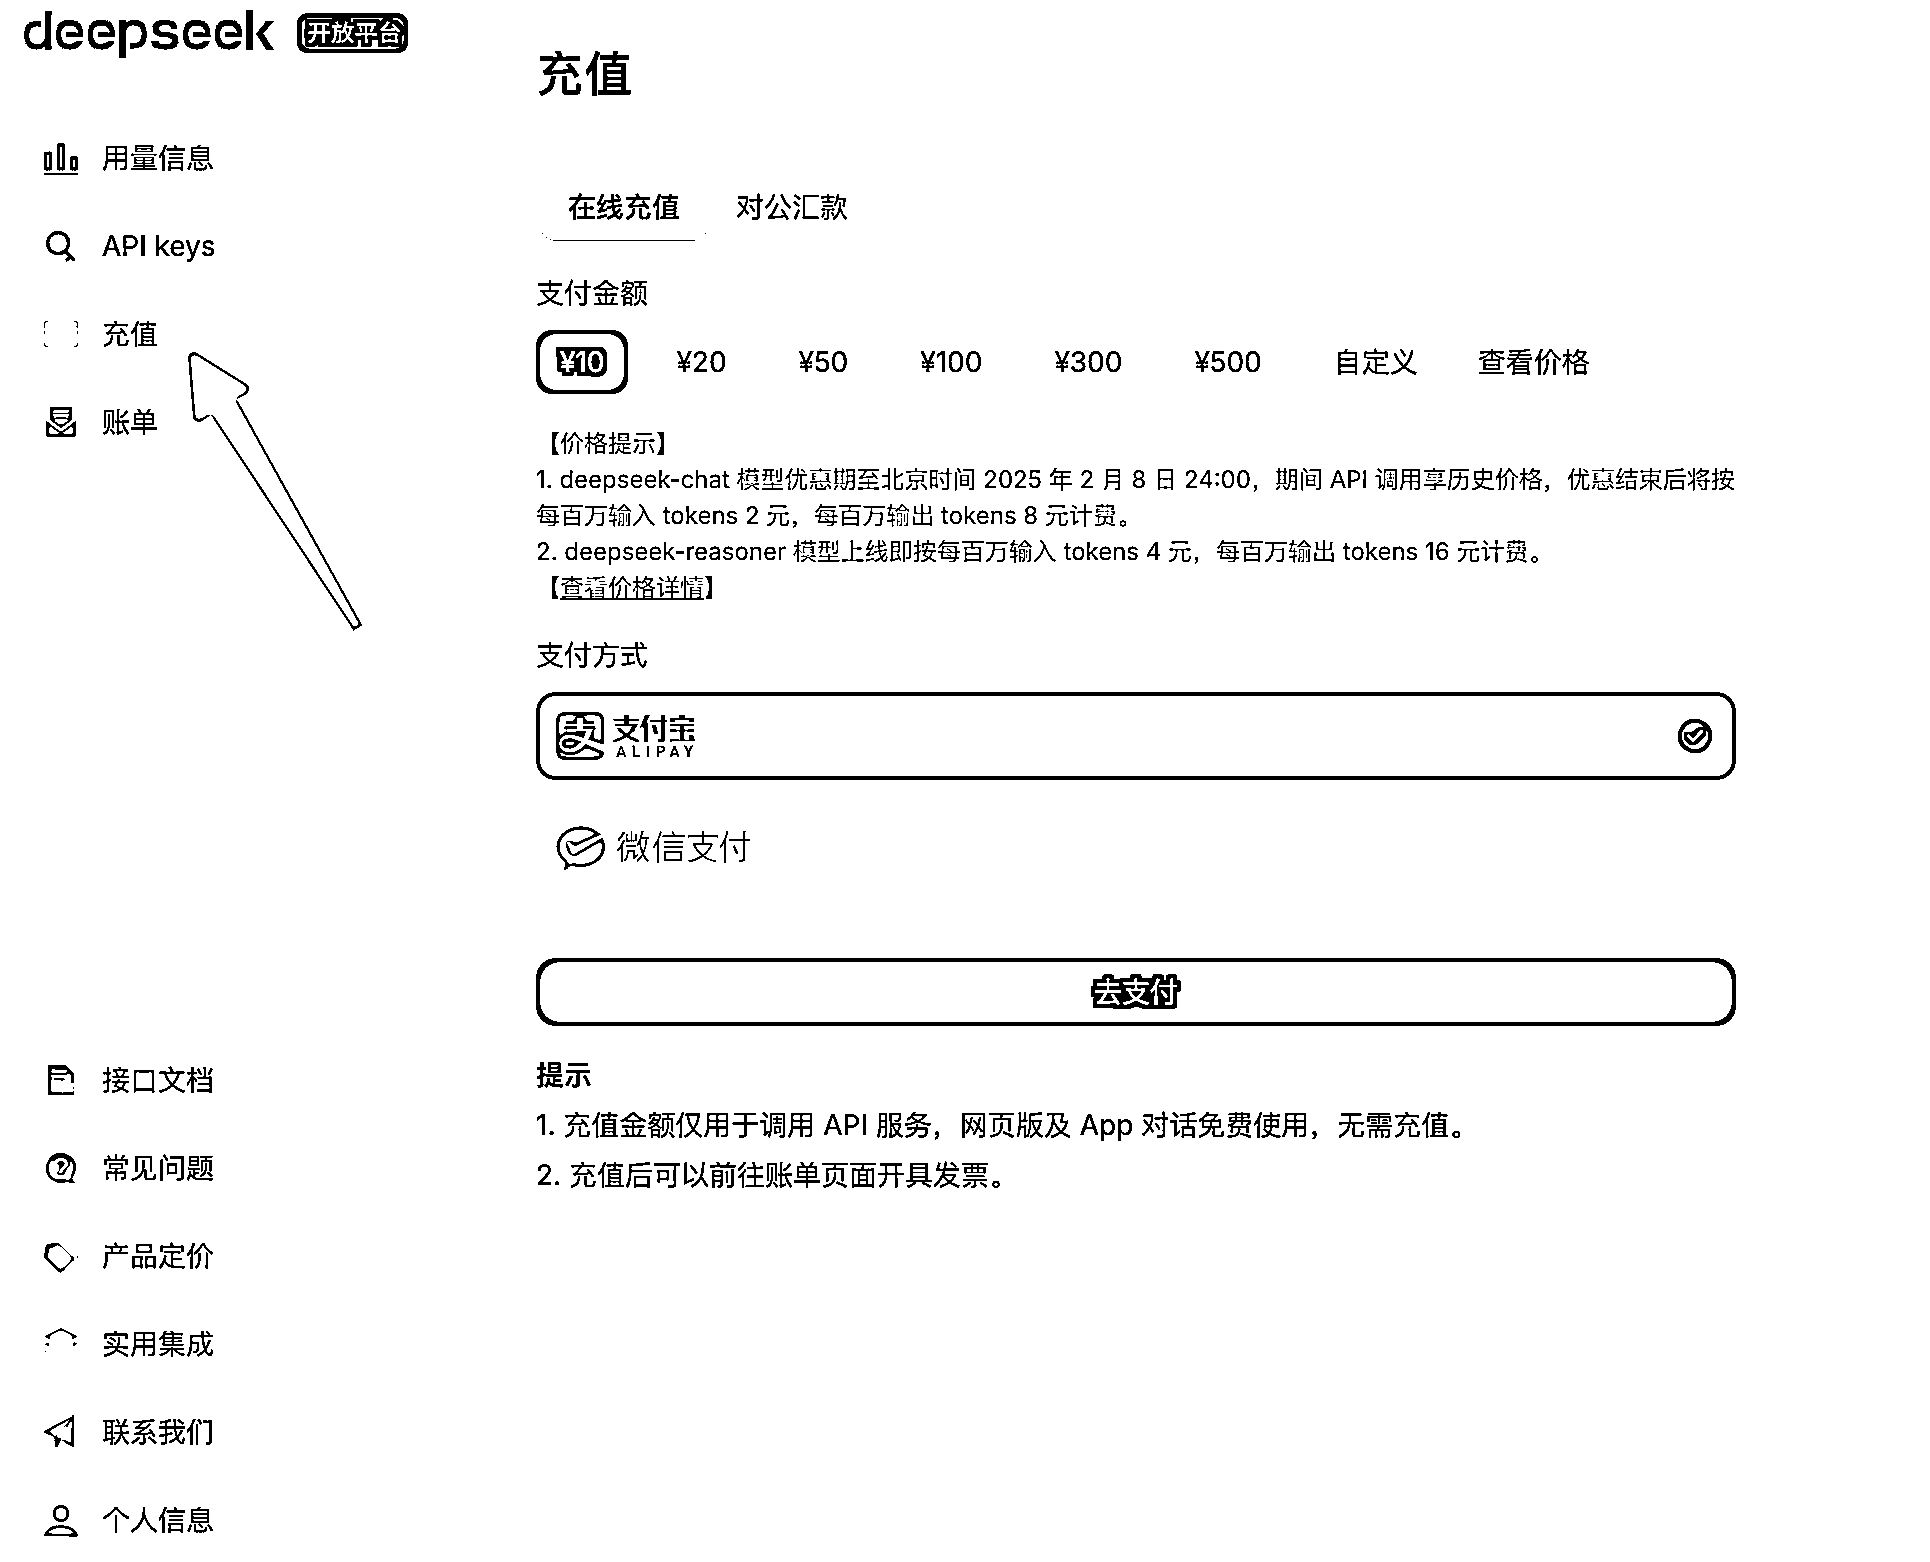 deepseek 开放平台
用量信息
API keys
充值
账单
接口文档
常见问题
产品定价
实用集成
联系我们
个人信息
充值
在线充值 对公汇款
支付金额
¥10 ¥20 ¥50 ¥100 ¥300 ¥500 自定义 查看价格
【价格提示】
1. deepseek-chat 模型优惠期至北京时间 2025 年 2 月 8 日 24:00，期间 API 调用享历史价格，优惠结束后将按
每百万输入 tokens 2 元，每百万输出 tokens 8 元计费。
2. deepseek-reasoner 模型上线即按每百万输入 tokens 4 元，每百万输出 tokens 16 元计费。
【查看价格详情】
支付方式
支付宝
ALIPAY
微信支付
去支付
提示
1. 充值金额仅用于调用 API 服务，网页版及 App 对话免费使用，无需充值。
2. 充值后可以前往账单页面开具发票。